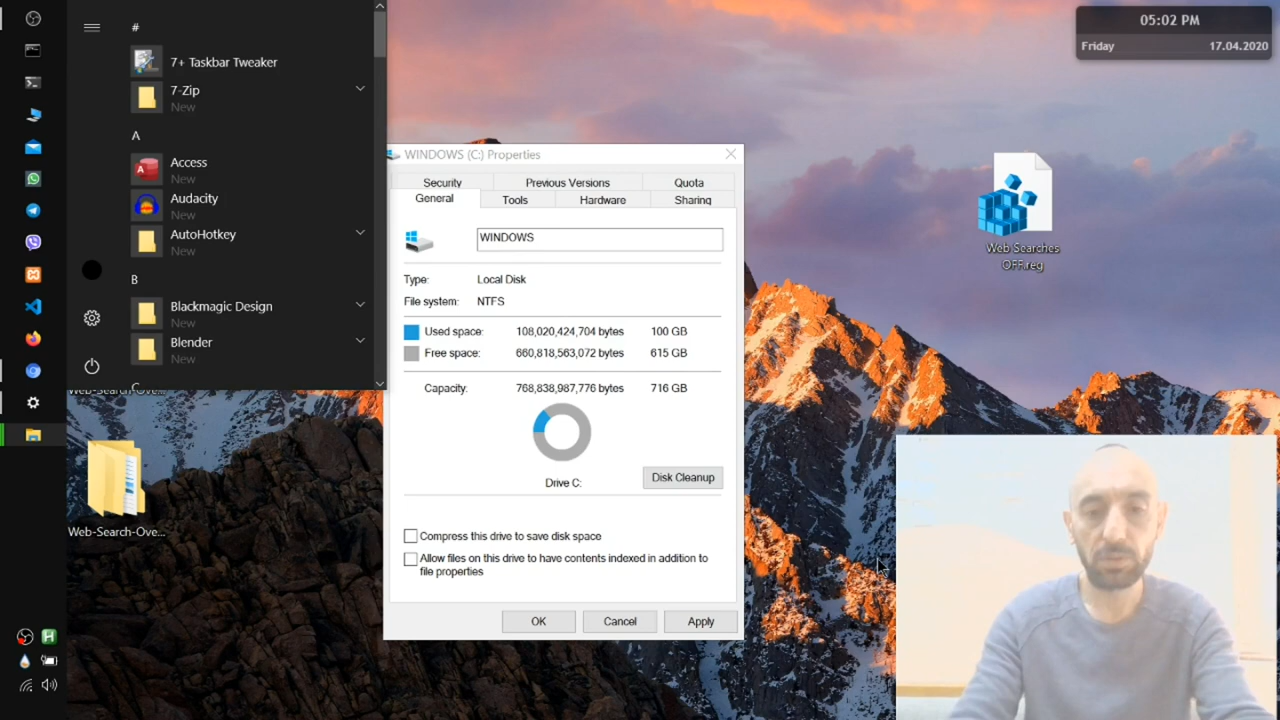 #
7+ Taskbar Tweaker
7-Zip
New
A
Access
New
Audacity
New
AutoHotkey
New
B
Blackmagic Design
New
Blender
New
C
Web-Search-Ove...
Web-Search-Ove...
WINDOWS (C:) Properties
Security
Previous Versions
Quota
General
Tools
Hardware
Sharing
WINDOWS
Type: Local Disk
File system: NTFS
Used space: 108,020,424,704 bytes 100 GB
Free space: 660,818,563,072 bytes 615 GB
Capacity: 768,838,987,776 bytes 716 GB
Drive C:
Disk Cleanup
Compress this drive to save disk space
Allow files on this drive to have contents indexed in addition to
file properties
OK
Cancel
Apply
05:02 PM
Friday 17.04.2020
Web Searches
OFF.reg